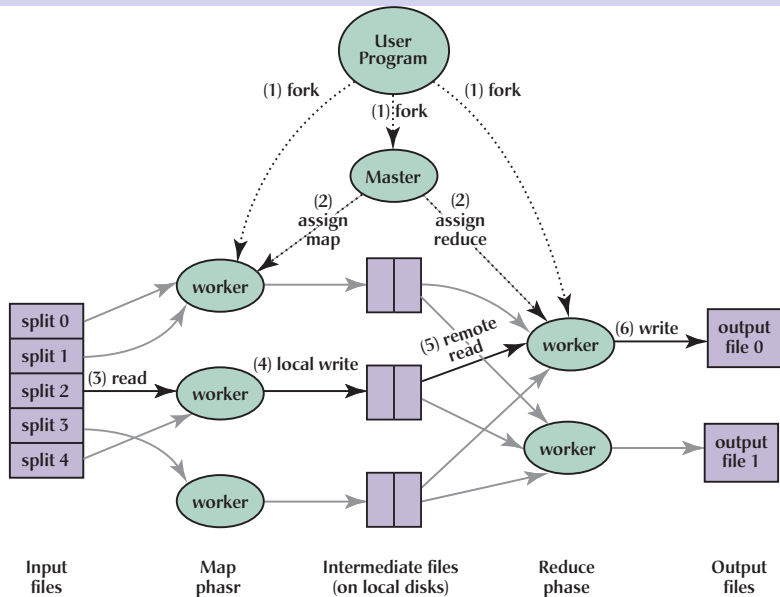 User
Program
(1) fork
(1) fork
(1) fork
Master
(2)
assign
map
(2)
assign
reduce
worker
split 0
split 1
split 2
split 3
split 4
(3) read
worker
(4) local write
(5) remote
read
worker
(6) write
output
file 0
worker
output
file 1
worker
Input
files
Map
phasr
Intermediate files
(on local disks)
Reduce
phase
Output
files